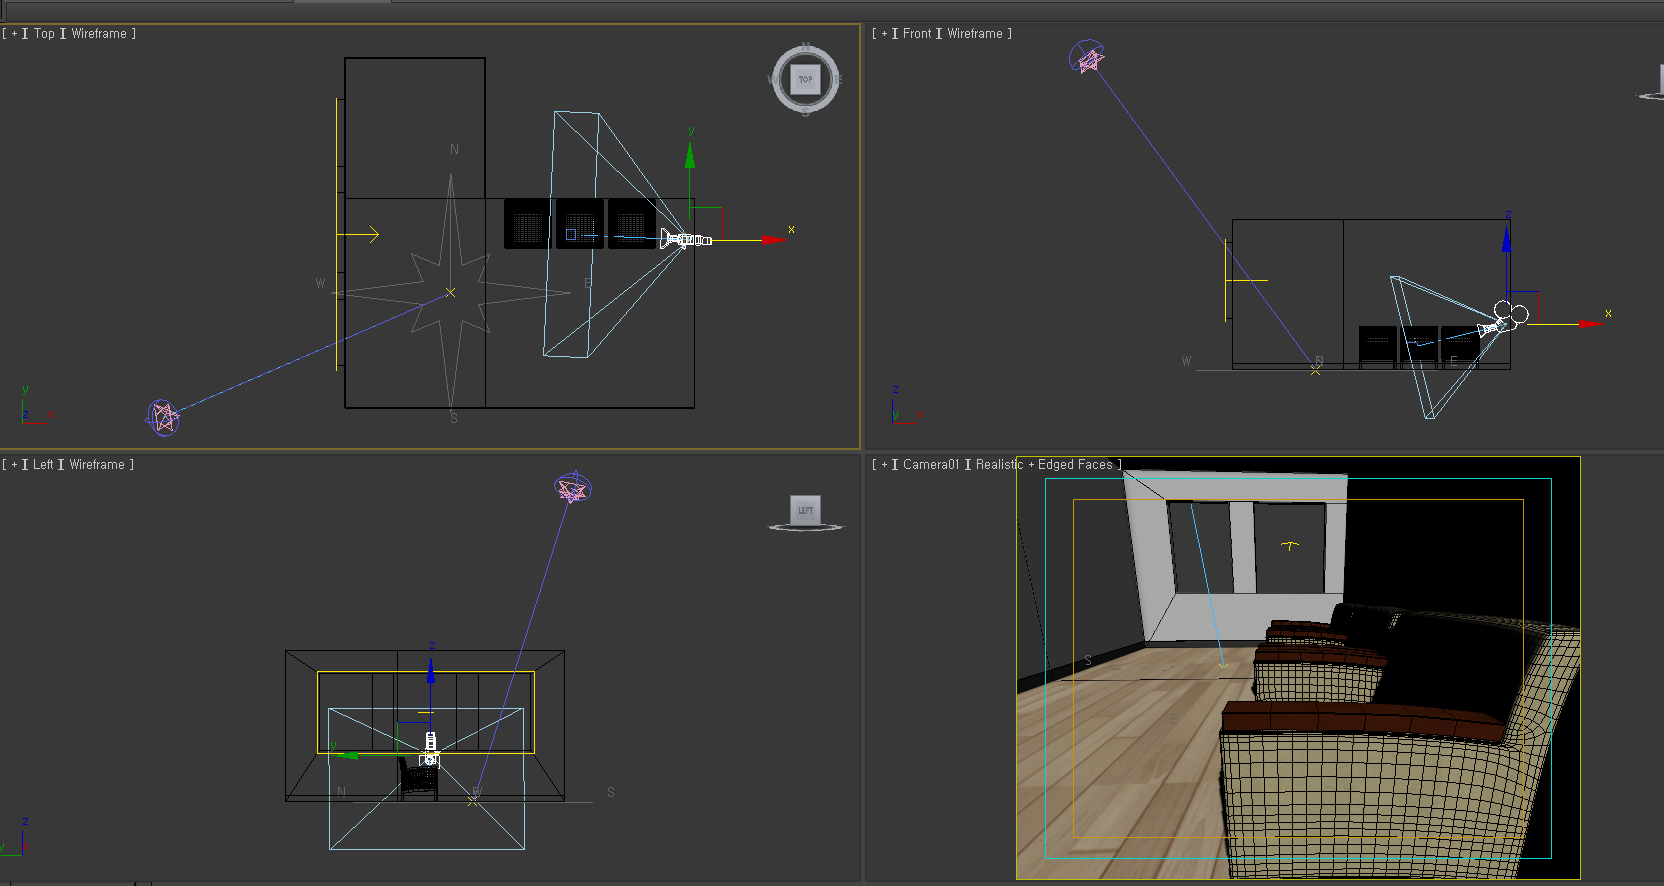 [ + ] Top ] Wireframe ]
N
TOP
W
E
S
y
x
N
W
E
S
y
z
x
[ + ] Front ] Wireframe ]
z
x
W
N
E
z
y
x
[ + ] Left ] Wireframe ]
LEFT
z
y
N
W
S
z
y
[ + ] Camera01 ] Realistic + Edged Faces ]
S
E